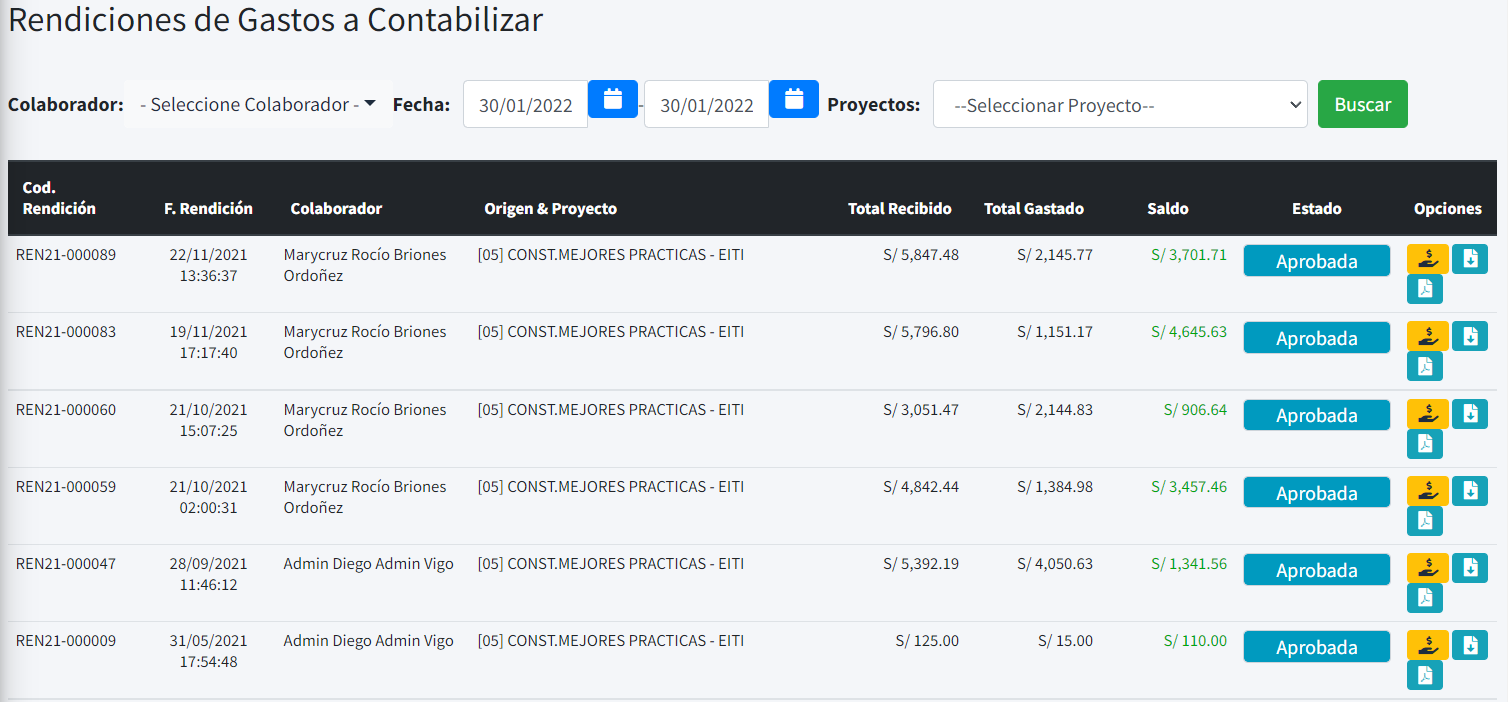 Rendiciones de Gastos a Contabilizar
Colaborador: - Seleccione Colaborador - Fecha: 30/01/2022 - 30/01/2022 Proyectos: --Seleccionar Proyecto-- Buscar
Cod.
Rendición F. Rendición Colaborador Origen & Proyecto Total Recibido Total Gastado Saldo Estado Opciones
REN21-000089 22/11/2021 Marycruz Rocío Briones [05] CONST.MEJORES PRACTICAS - EITI S/ 5,847.48 S/ 2,145.77 S/ 3,701.71 Aprobada
13:36:37 Ordoñez
REN21-000083 19/11/2021 Marycruz Rocío Briones [05] CONST.MEJORES PRACTICAS - EITI S/ 5,796.80 S/ 1,151.17 S/ 4,645.63 Aprobada
17:17:40 Ordoñez
REN21-000060 21/10/2021 Marycruz Rocío Briones [05] CONST.MEJORES PRACTICAS - EITI S/ 3,051.47 S/ 2,144.83 S/ 906.64 Aprobada
15:07:25 Ordoñez
REN21-000059 21/10/2021 Marycruz Rocío Briones [05] CONST.MEJORES PRACTICAS - EITI S/ 4,842.44 S/ 1,384.98 S/ 3,457.46 Aprobada
02:00:31 Ordoñez
REN21-000047 28/09/2021 Admin Diego Admin Vigo [05] CONST.MEJORES PRACTICAS - EITI S/ 5,392.19 S/ 4,050.63 S/ 1,341.56 Aprobada
11:46:12
REN21-000009 31/05/2021 Admin Diego Admin Vigo [05] CONST.MEJORES PRACTICAS - EITI S/ 125.00 S/ 15.00 S/ 110.00 Aprobada
17:54:48